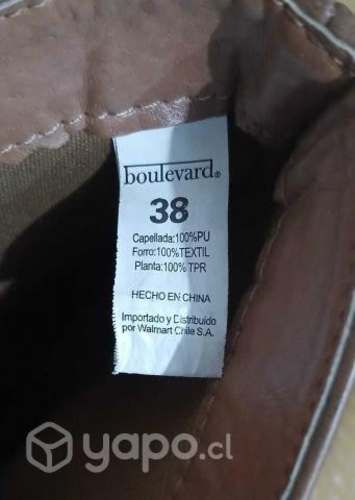 boulevard®
38
Capellada:100%PU
Forro:100%TEXTIL
Planta:100%TPR
HECHO EN CHINA
Importado y Distribuido
por Walmart Chile S.A.
yapo.cl